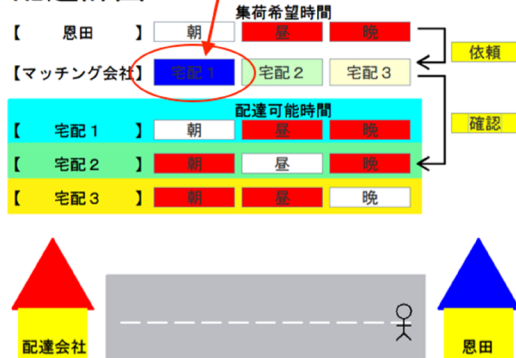 集荷希望時間
【 恩田 】 朝 昼 晩
依頼
【マッチング会社】 宅配1 宅配2 宅配3
配達可能時間
【 宅配1 】 朝 昼 晩
確認
【 宅配2 】 朝 昼 晩
【 宅配3 】 朝 昼 晩
配達会社
恩田